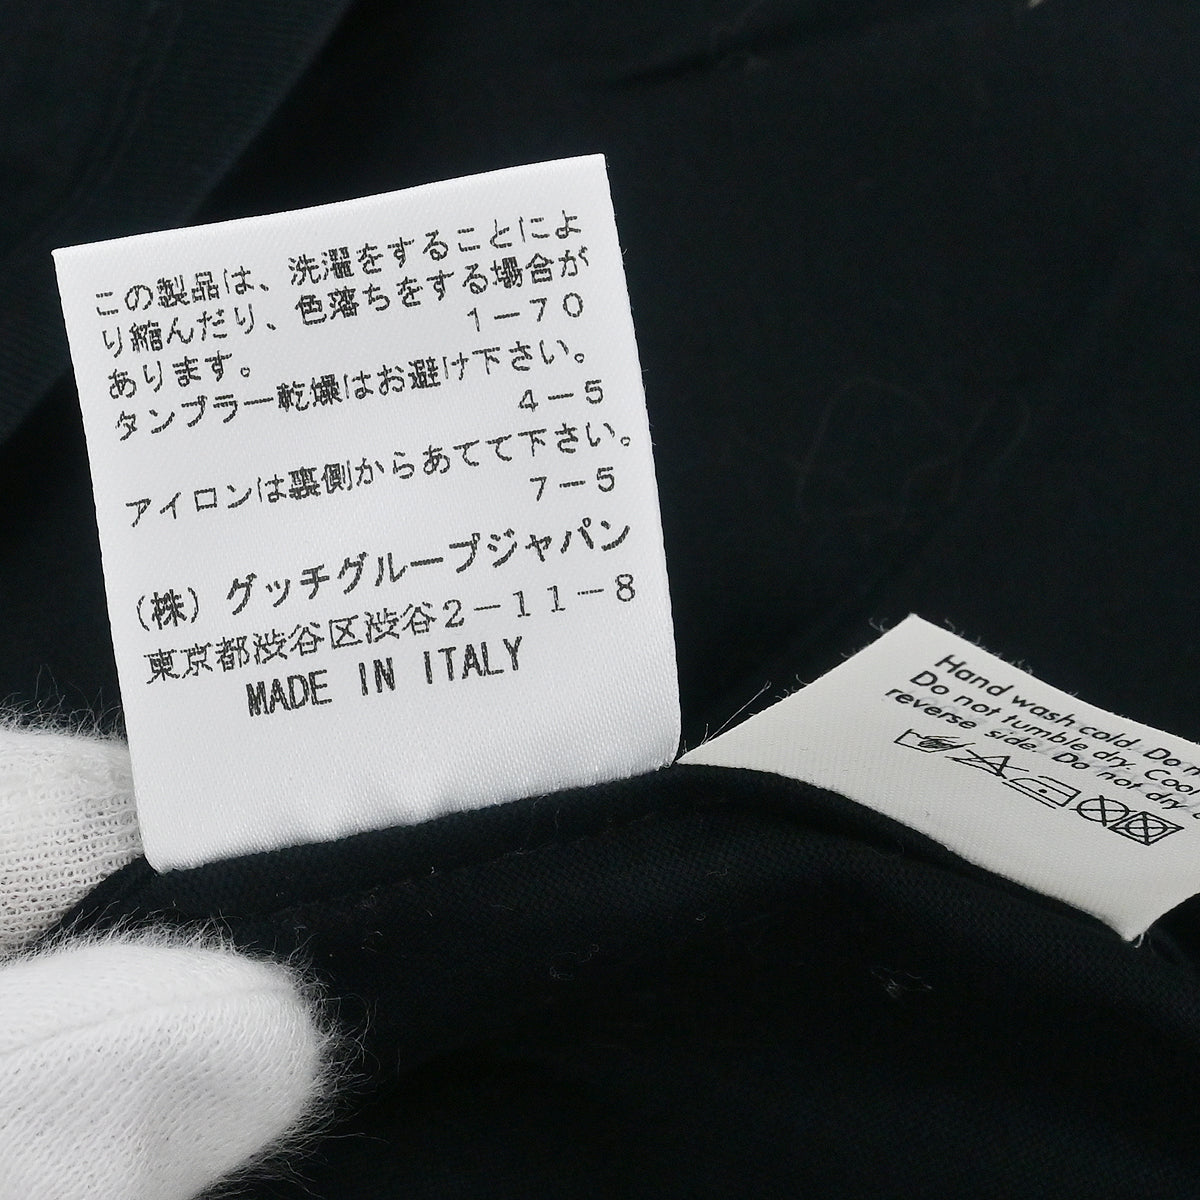 この製品は、洗濯をすることによ
り縮んだり、色落ちをする場合が
あります。
1-70
タンブラー乾燥はお避け下さい。
4-5
アイロンは裏側からあてて下さい。
7-5
(株)グッチグループジャパン
東京都渋谷区渋谷2-11-8
MADE IN ITALY
Hand wash cold. Do
Do not tumble dry. Cool
reverse side. Do not dry